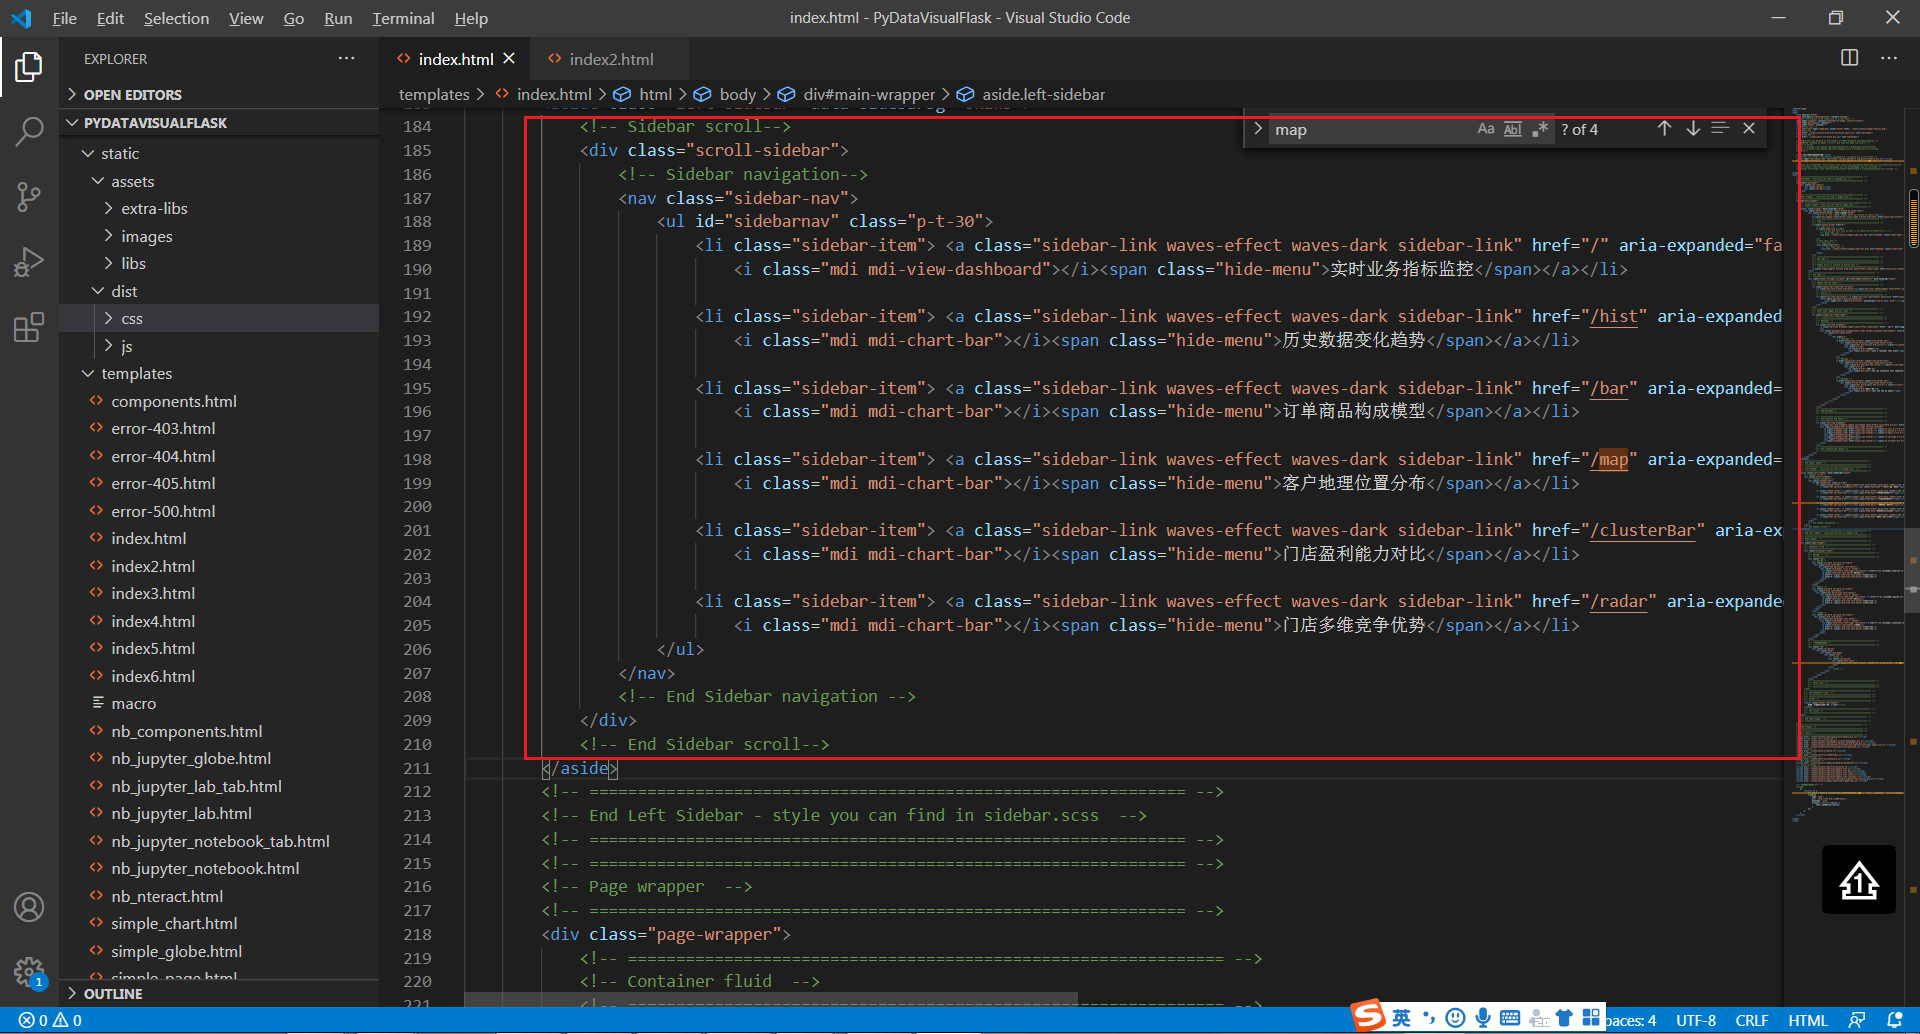 File Edit Selection View Go Run Terminal Help
index.html - PyDataVisualFlask - Visual Studio Code
EXPLORER
OPEN EDITORS
PYDATAVISUALFLASK
static
assets
extra-libs
images
libs
dist
css
js
templates
components.html
error-403.html
error-404.html
error-405.html
error-500.html
index.html
index2.html
index3.html
index4.html
index5.html
index6.html
macro
nb_components.html
nb_jupyter_globe.html
nb_jupyter_lab_tab.html
nb_jupyter_lab.html
nb_jupyter_notebook_tab.html
nb_jupyter_notebook.html
nb_nteract.html
simple_chart.html
simple_globe.html
simple_page.html
OUTLINE
index.html
index2.html
templates > index.html > html > body > div#main-wrapper > aside.left-sidebar
map
Aa Abl .* ? of 4
184 <!-- Sidebar scroll-->
185 <div class="scroll-sidebar">
186 <!-- Sidebar navigation-->
187 <nav class="sidebar-nav">
188 <ul id="sidebarnav" class="p-t-30">
189 <li class="sidebar-item"> <a class="sidebar-link waves-effect waves-dark sidebar-link" href="/" aria-expanded="fa
190 <i class="mdi mdi-view-dashboard"></i><span class="hide-menu">实时业务指标监控</span></a></li>
191
192 <li class="sidebar-item"> <a class="sidebar-link waves-effect waves-dark sidebar-link" href="/hist" aria-expanded
193 <i class="mdi mdi-chart-bar"></i><span class="hide-menu">历史数据变化趋势</span></a></li>
194
195 <li class="sidebar-item"> <a class="sidebar-link waves-effect waves-dark sidebar-link" href="/bar" aria-expanded=
196 <i class="mdi mdi-chart-bar"></i><span class="hide-menu">订单商品构成模型</span></a></li>
197
198 <li class="sidebar-item"> <a class="sidebar-link waves-effect waves-dark sidebar-link" href="/map" aria-expanded=
199 <i class="mdi mdi-chart-bar"></i><span class="hide-menu">客户地理位置分布</span></a></li>
200
201 <li class="sidebar-item"> <a class="sidebar-link waves-effect waves-dark sidebar-link" href="/clusterBar" aria-exp
202 <i class="mdi mdi-chart-bar"></i><span class="hide-menu">门店盈利能力对比</span></a></li>
203
204 <li class="sidebar-item"> <a class="sidebar-link waves-effect waves-dark sidebar-link" href="/radar" aria-expanded
205 <i class="mdi mdi-chart-bar"></i><span class="hide-menu">门店多维竞争优势</span></a></li>
206 </ul>
207 </nav>
208 <!-- End Sidebar navigation -->
209 </div>
210 <!-- End Sidebar scroll-->
211 </aside>
212 <!-- ============================================================== -->
213 <!-- End Left Sidebar - style you can find in sidebar.scss  -->
214 <!-- ============================================================== -->
215 <!-- ============================================================== -->
216 <!-- Page wrapper  -->
217 <!-- ============================================================== -->
218 <div class="page-wrapper">
219 <!-- ============================================================== -->
220 <!-- Container fluid  -->
221 <!-- ============================================================== -->
1
1
0 0
英
paces: 4 UTF-8 CRLF HTML